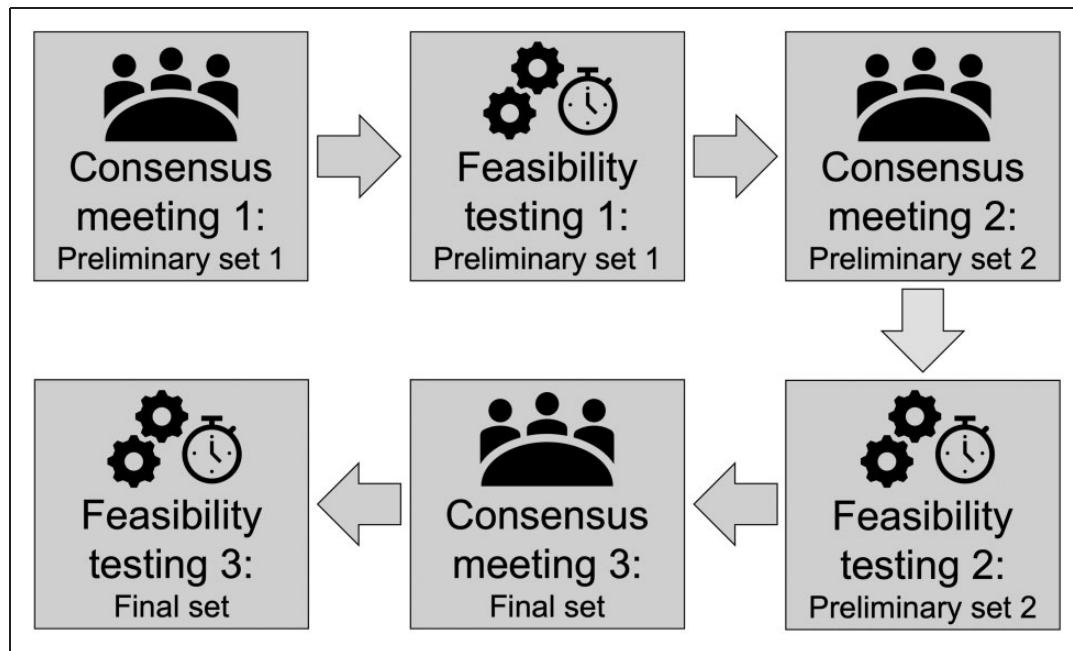 Consensus
meeting 1:
Preliminary set 1
Feasibility
testing 1:
Preliminary set 1
Consensus
meeting 2:
Preliminary set 2
Feasibility
testing 2:
Preliminary set 2
Consensus
meeting 3:
Final set
Feasibility
testing 3:
Final set